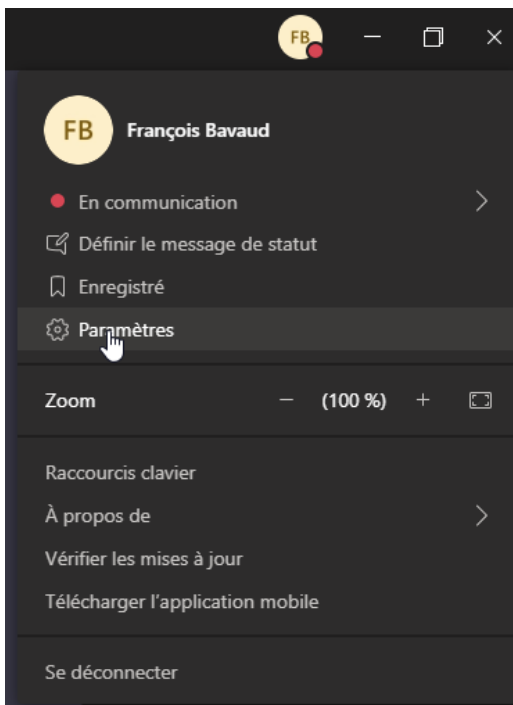 FB
FB
François Bavaud
En communication
Définir le message de statut
Enregistré
Paramètres
Zoom − (100 %) +
Raccourcis clavier
À propos de
Vérifier les mises à jour
Télécharger l'application mobile
Se déconnecter